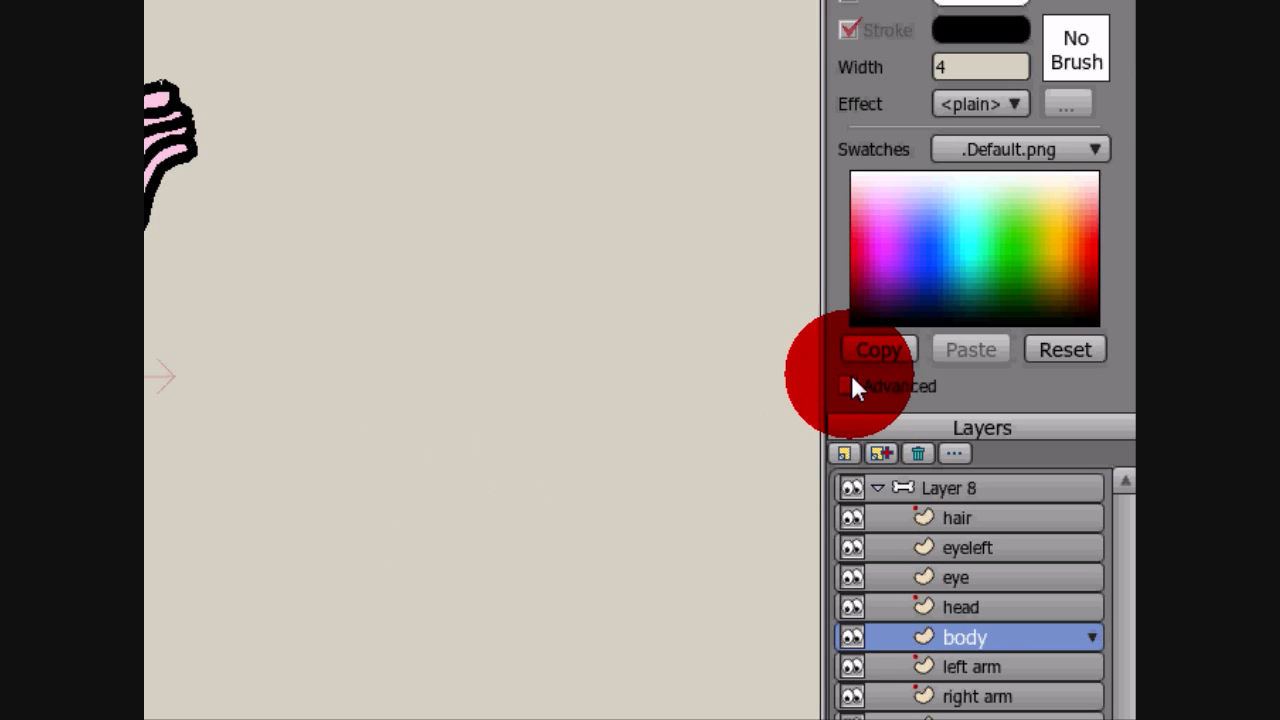 Stroke
No
Brush
Width 4
Effect <plain> ...
Swatches .Default.png
Copy Paste Reset
Advanced
Layers
Layer 8
hair
eyeleft
eye
head
body
left arm
right arm